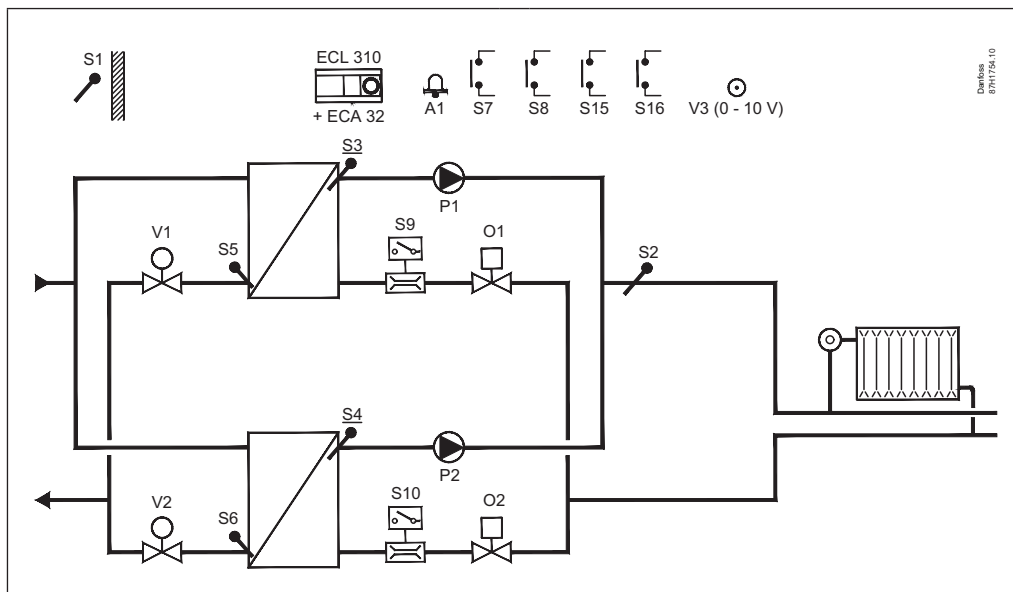 S1
ECL 310
+ ECA 32
A1
S7
S8
S15
S16
V3 (0 - 10 V)
Danfoss
87H1754.10
S3
P1
V1
S5
S9
O1
S2
S4
P2
V2
S6
S10
O2